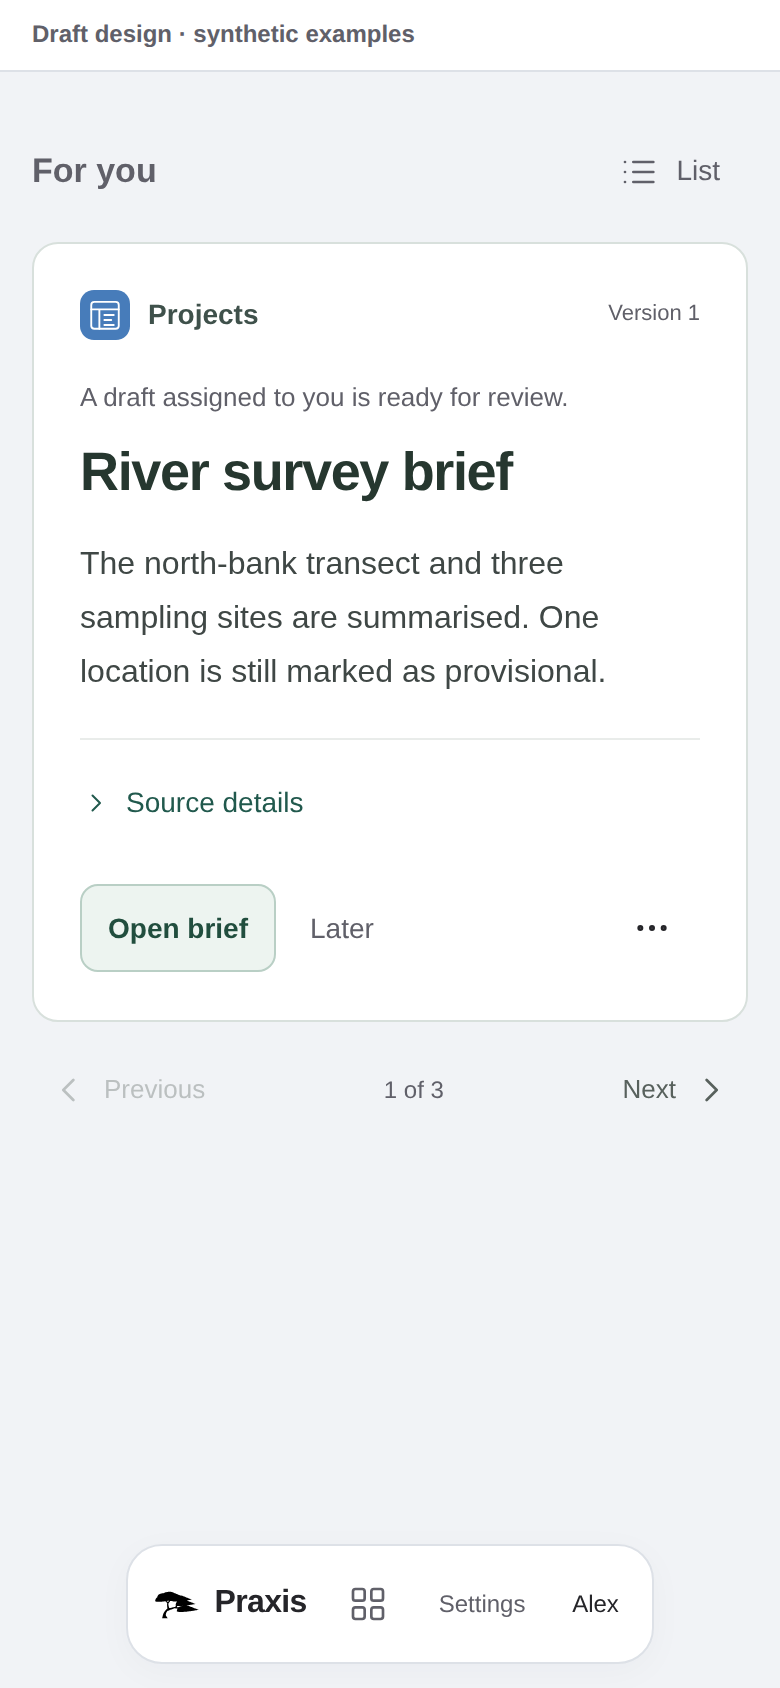 Draft design · synthetic examples
For you
List
Projects
Version 1
A draft assigned to you is ready for review.
River survey brief
The north-bank transect and three
sampling sites are summarised. One
location is still marked as provisional.
Source details
Open brief
Later
Previous
1 of 3
Next
Praxis
Settings
Alex